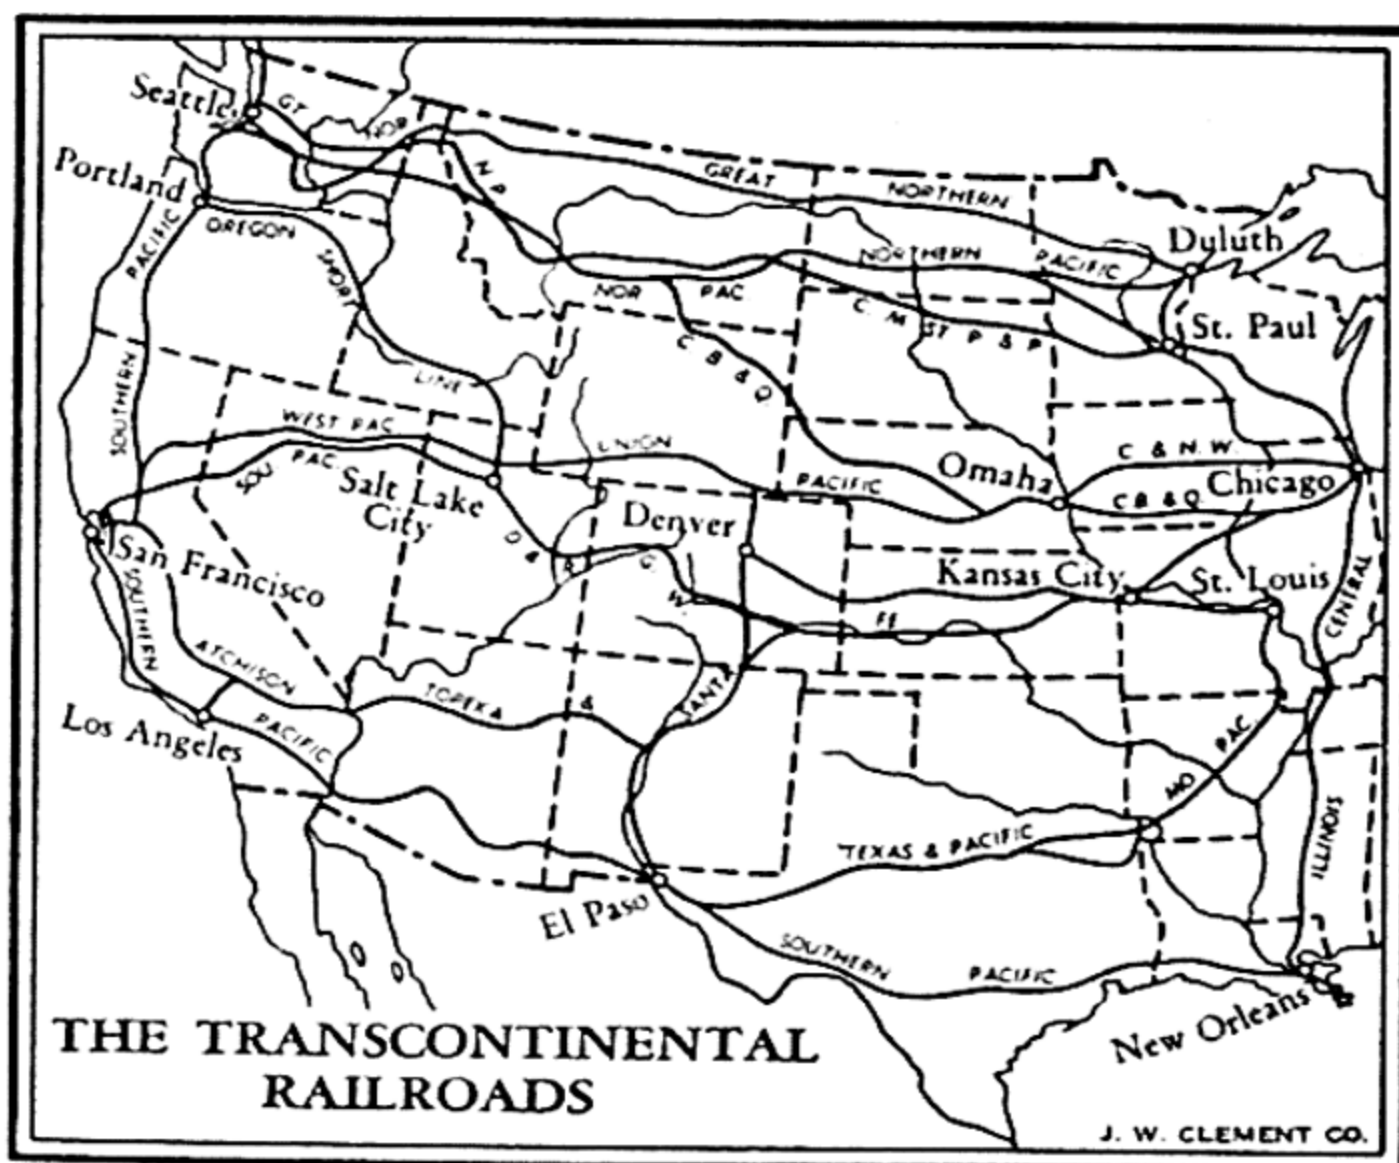 Seattle
GT
NOR
N P
GREAT
NORTHERN
Portland
OREGON
SHORT
LINE
PACIFIC
SOUTHERN
NORTHERN
PACIFIC
Duluth
NOR
PAC.
C. M ST P & P
St. Paul
C. B & Q
WEST PAC.
SOU
PAC.
UNION
PACIFIC
C & N. W.
Omaha
C B & Q
Chicago
Salt Lake
City
Denver
D & R
G.
W.
San Francisco
SOUTHERN
Kansas City
St. Louis
CENTRAL
FE
ATCHISON
TOPEKA
&
SANTA
Los Angeles
PACIFIC
MO
PAC.
ILLINOIS
TEXAS & PACIFIC
El Paso
SOUTHERN
PACIFIC
New Orleans
THE TRANSCONTINENTAL
RAILROADS
J. W. CLEMENT CO.